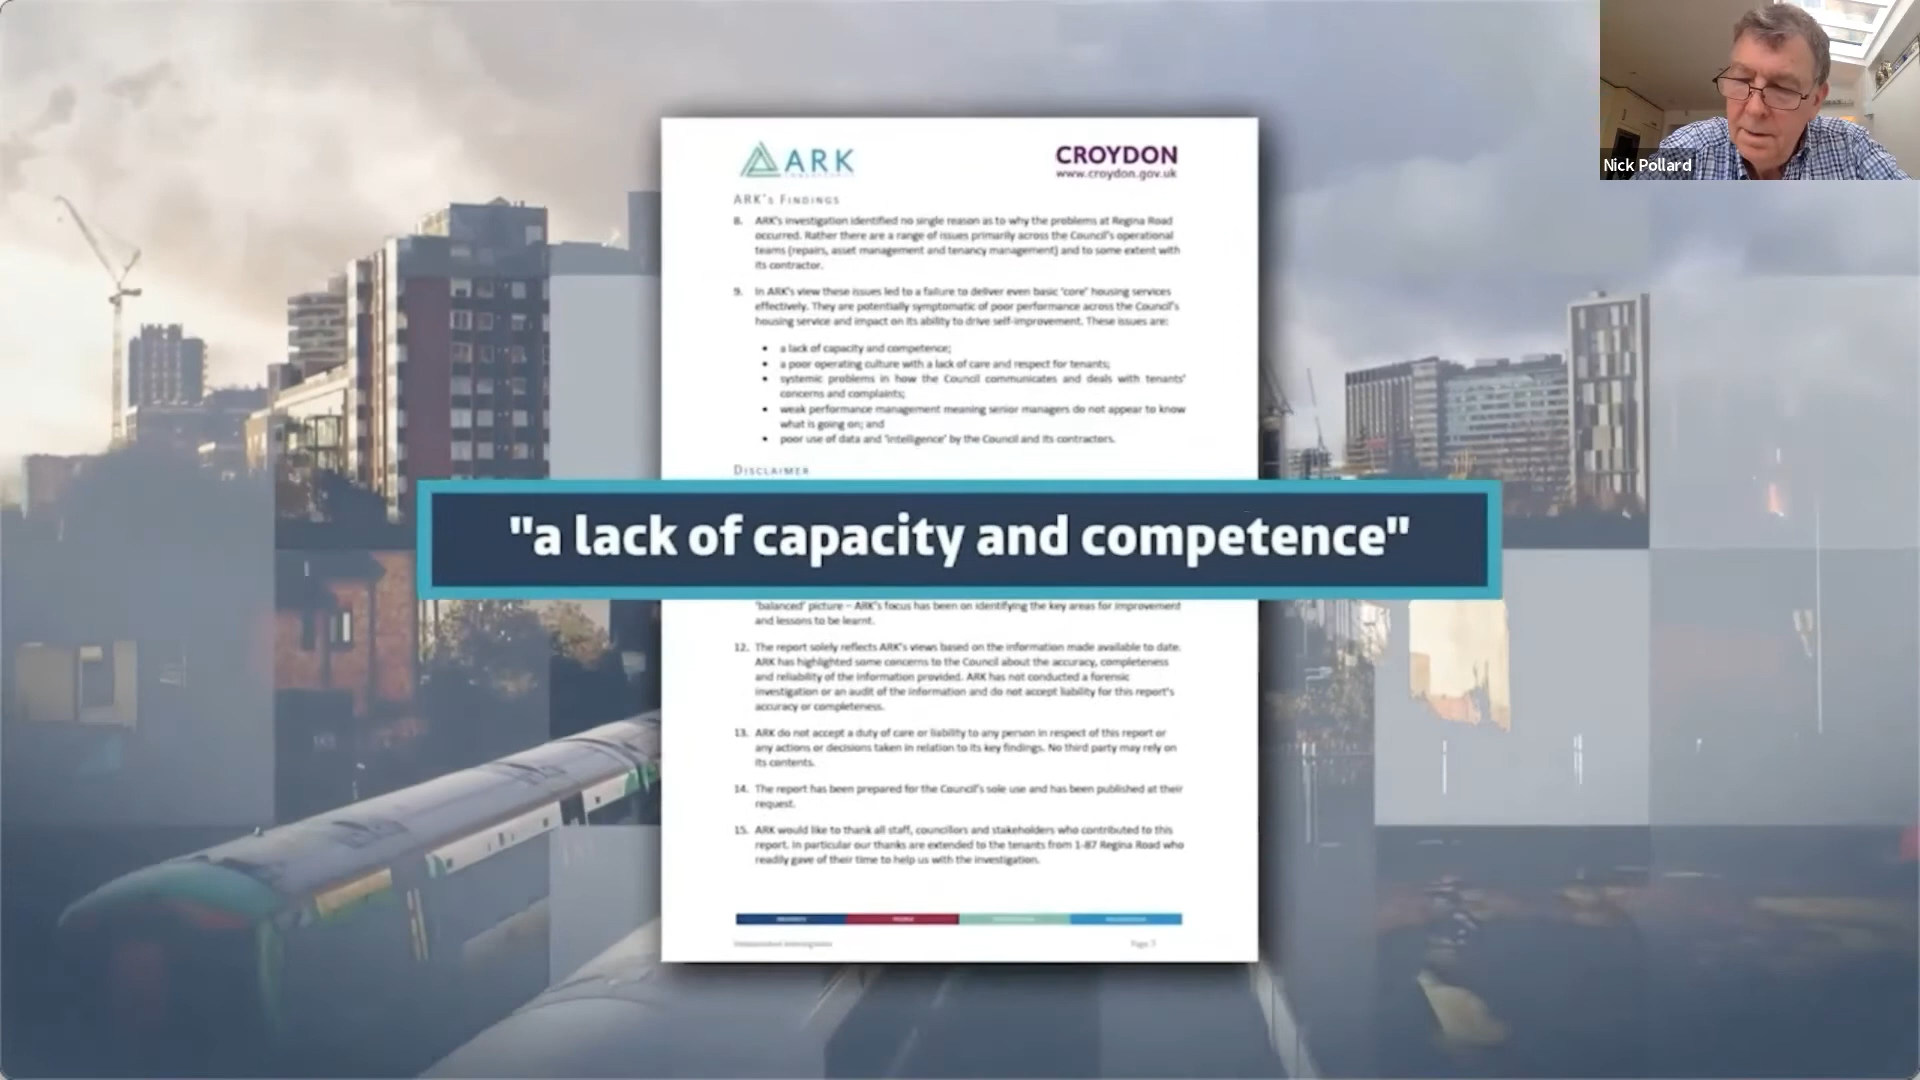 Nick Pollard
ARK
CROYDON
www.croydon.gov.uk
ARK's Findings
8. ARK's investigation identified no single reason as to why the problems at Regina Road
occurred. Rather there are a range of issues primarily across the Council's operational
teams (repairs, asset management and tenancy management) and to some extent with
its contractor.
9. In ARK's view these issues led to a failure to deliver even basic 'core' housing services
effectively. They are potentially symptomatic of poor performance across the Council's
housing service and impact on its ability to drive self-improvement. These issues are:
• a lack of capacity and competence;
• a poor operating culture with a lack of care and respect for tenants;
• systemic problems in how the Council communicates and deals with tenants'
concerns and complaints;
• weak performance management meaning senior managers do not appear to know
what is going on; and
• poor use of data and 'intelligence' by the Council and its contractors.
Disclaimer
"a lack of capacity and competence"
'balanced' picture – ARK's focus has been on identifying the key areas for improvement
and lessons to be learnt.
12. The report solely reflects ARK's views based on the information made available to date.
ARK has highlighted some concerns to the Council about the accuracy, completeness
and reliability of the information provided. ARK has not conducted a forensic
investigation or an audit of the information and do not accept liability for this report's
accuracy or completeness.
13. ARK do not accept a duty of care or liability to any person in respect of this report or
any actions or decisions taken in relation to its key findings. No third party may rely on
its contents.
14. The report has been prepared for the Council's sole use and has been published at their
request.
15. ARK would like to thank all staff, councillors and stakeholders who contributed to this
report. In particular our thanks are extended to the tenants from 1-87 Regina Road who
readily gave of their time to help us with the investigation.